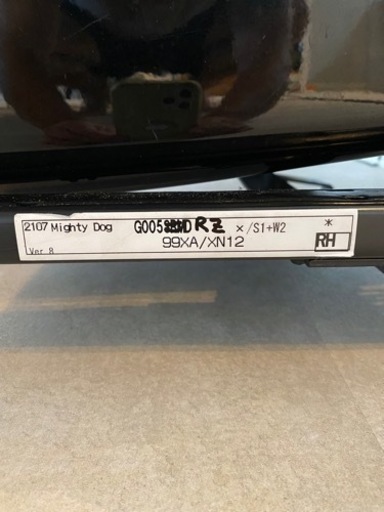 2107 Mighty Dog G005 D RZ x/S1+W2 *
99XA/XN12
Ver. 8 RH